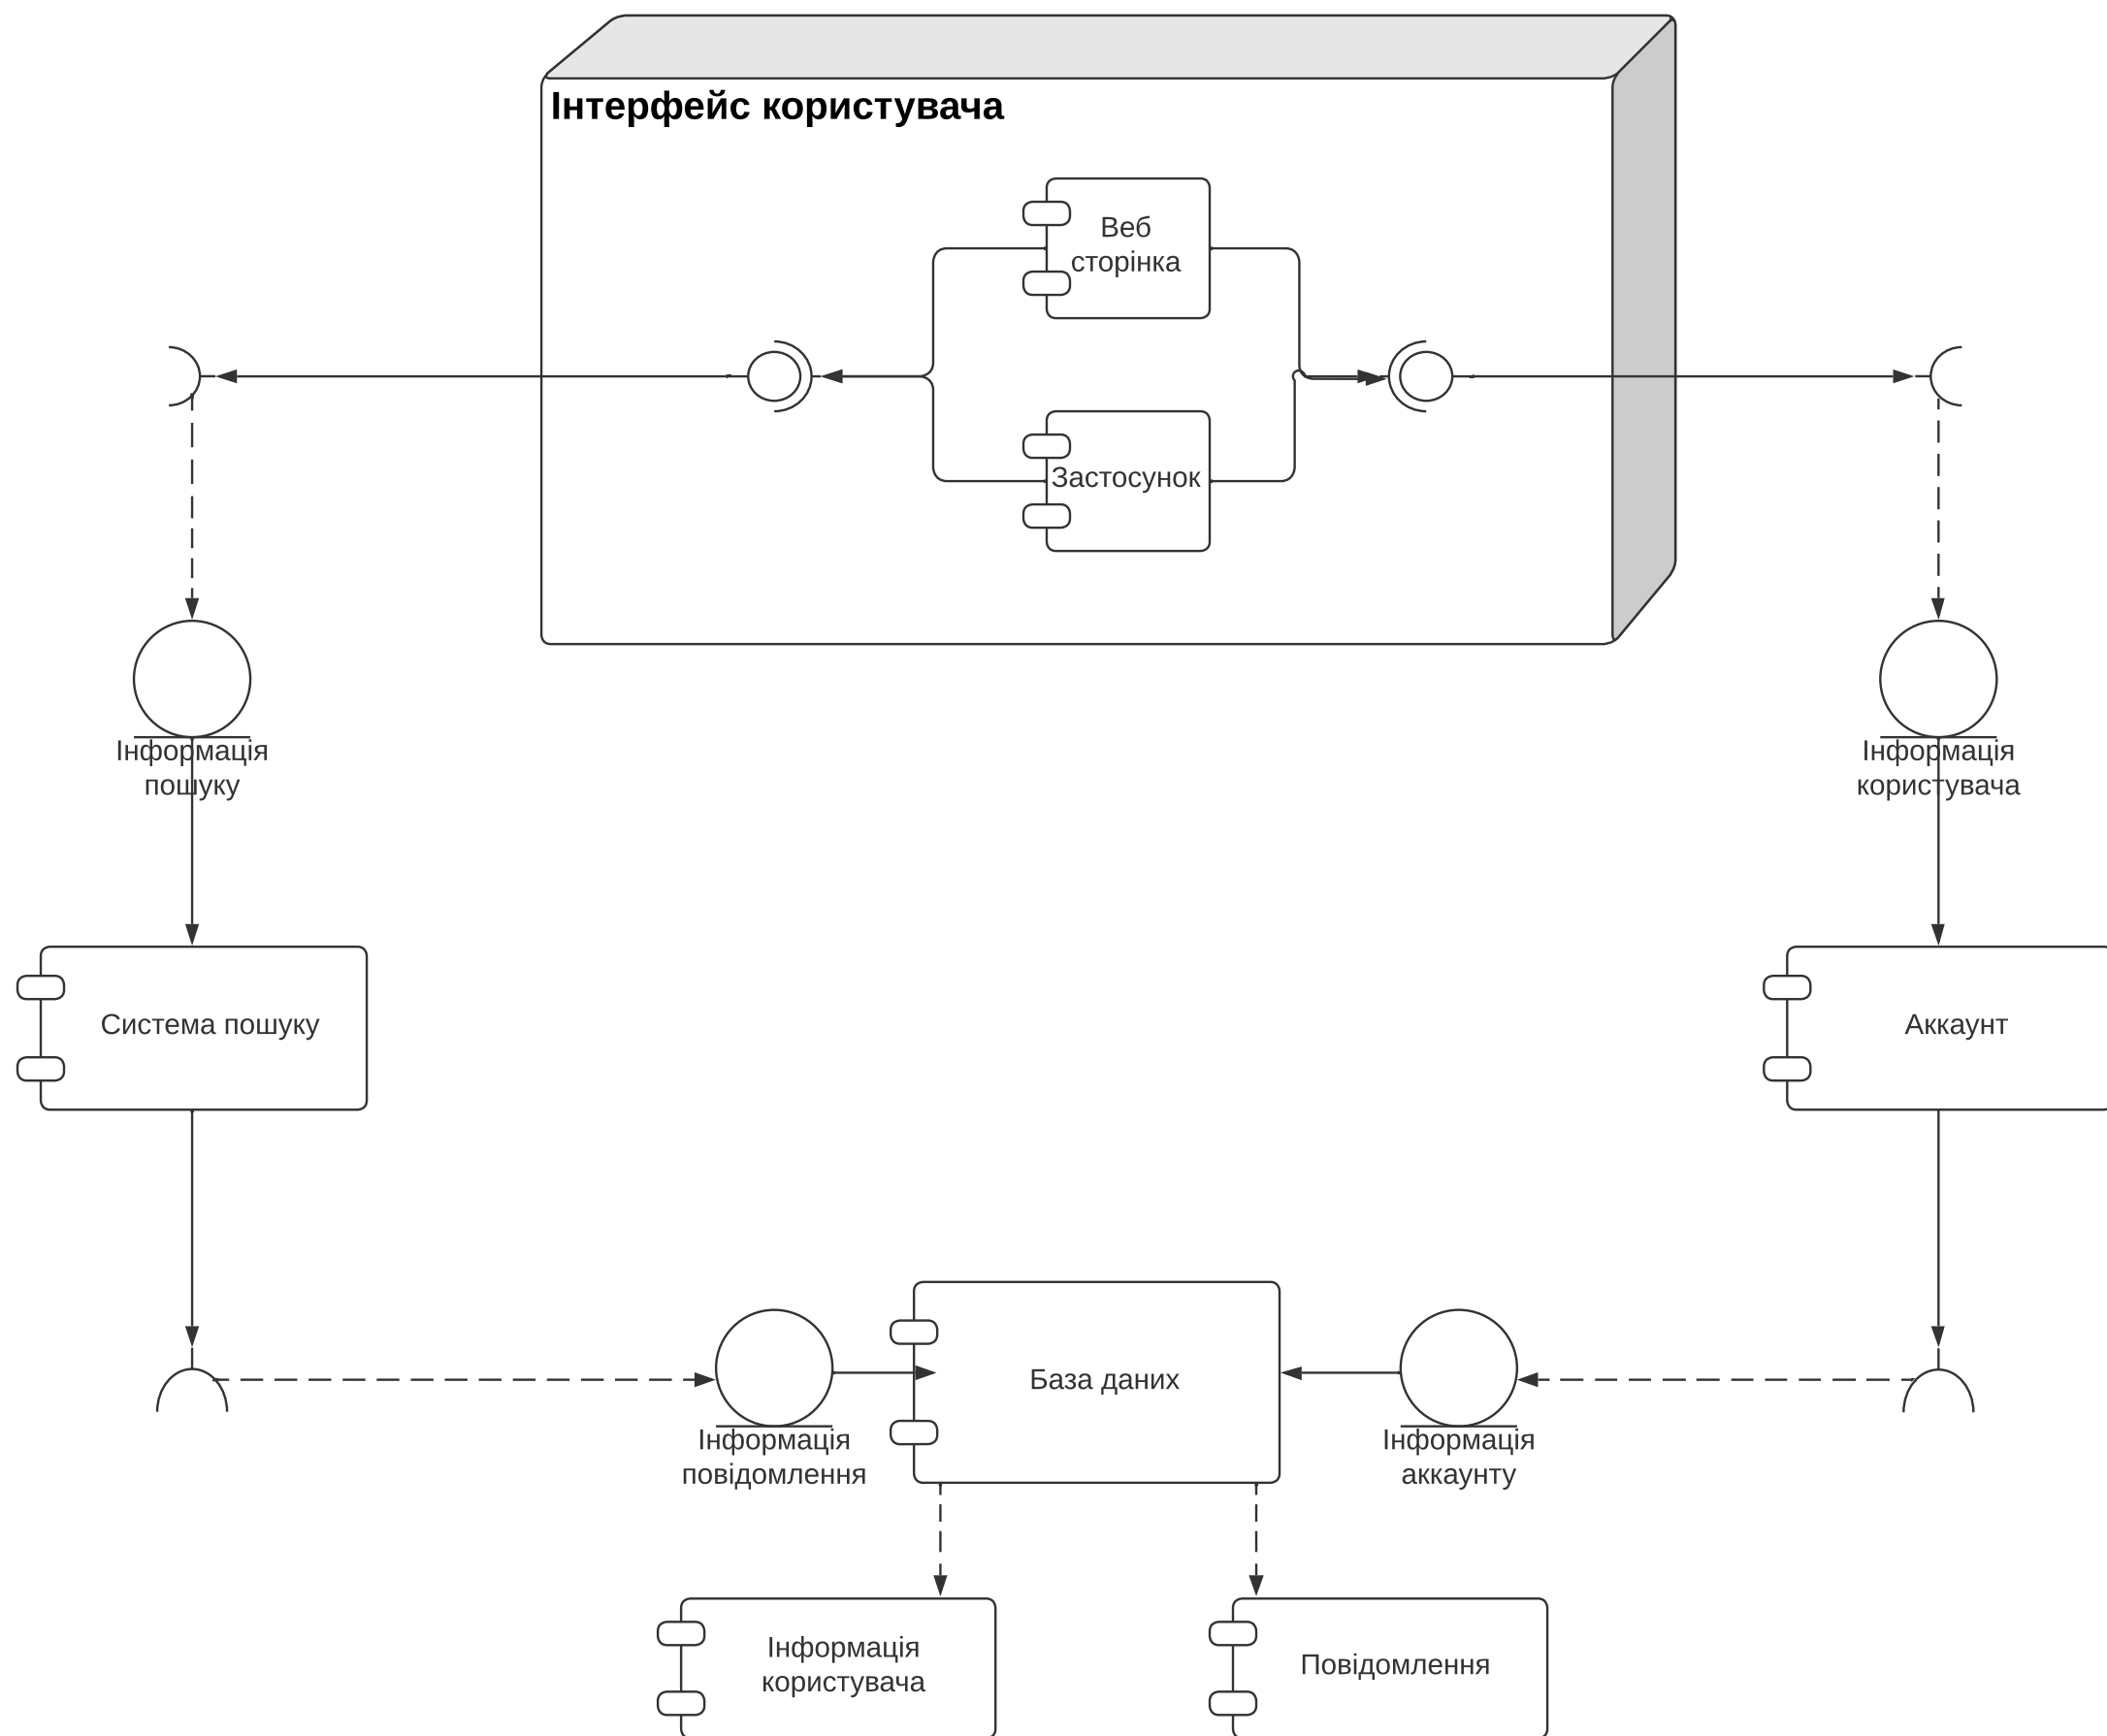 Інтерфейс користувача
Веб
сторінка
Застосунок
Інформація
пошуку
Інформація
користувача
Система пошуку
Аккаунт
База даних
Інформація
повідомлення
Інформація
аккаунту
Інформація
користувача
Повідомлення